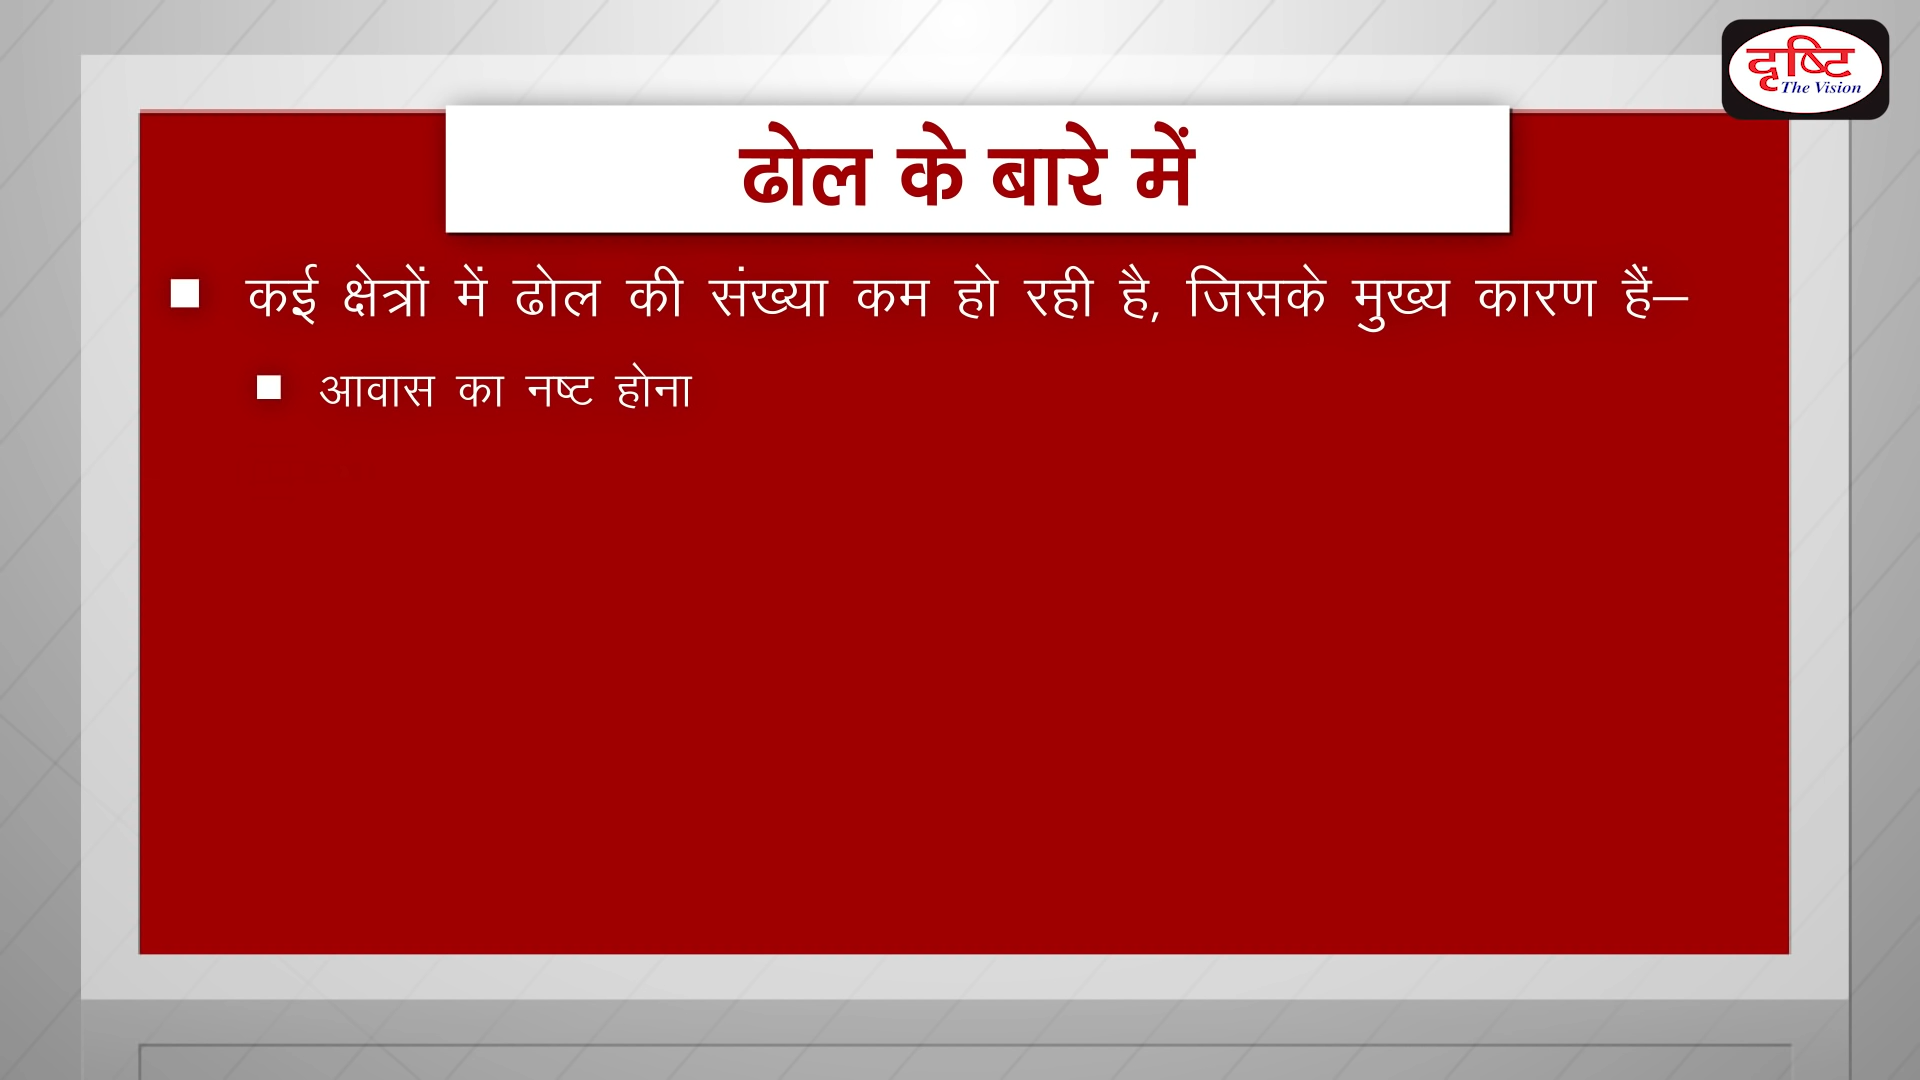 दृष्टि
The Vision
ढोल के बारे में
■ कई क्षेत्रों में ढोल की संख्या कम हो रही है, जिसके मुख्य कारण हैं–
■ आवास का नष्ट होना